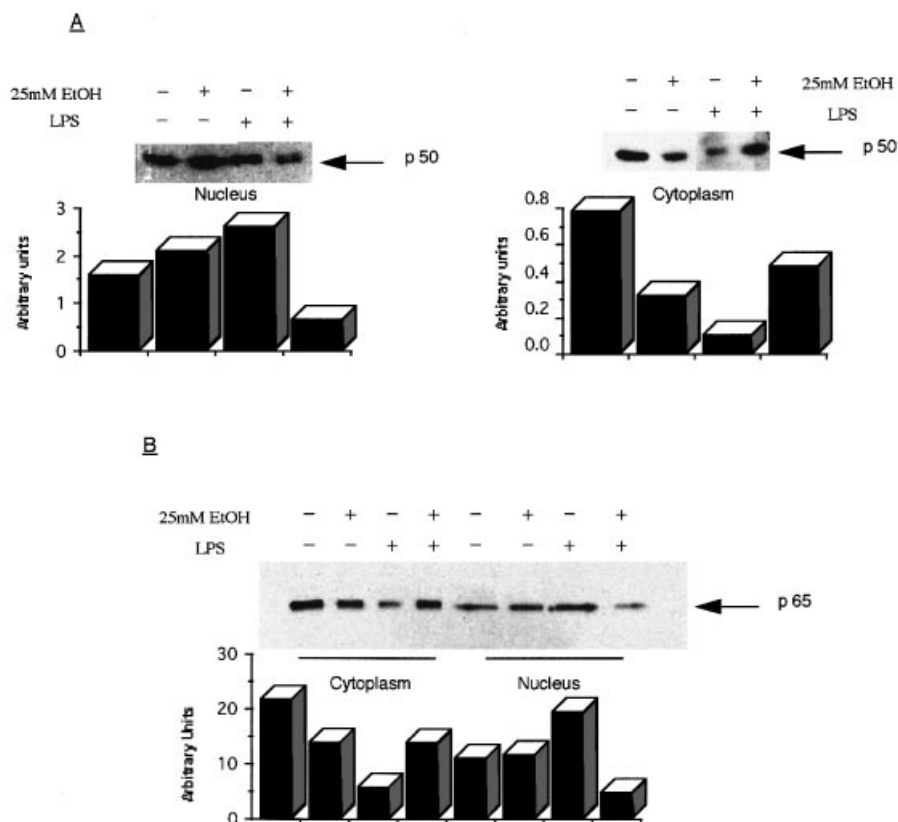 A
25mM EtOH − + − +
LPS − − + +
p 50
Nucleus
Arbitrary units
3
2
1
0
− + − + 25mM EtOH
− − + + LPS
p 50
Cytoplasm
Arbitrary units
0.8
0.6
0.4
0.2
0.0
B
25mM EtOH − + − + − + − +
LPS − − + + − − + +
p 65
Cytoplasm Nucleus
Arbitrary Units
30
20
10
0